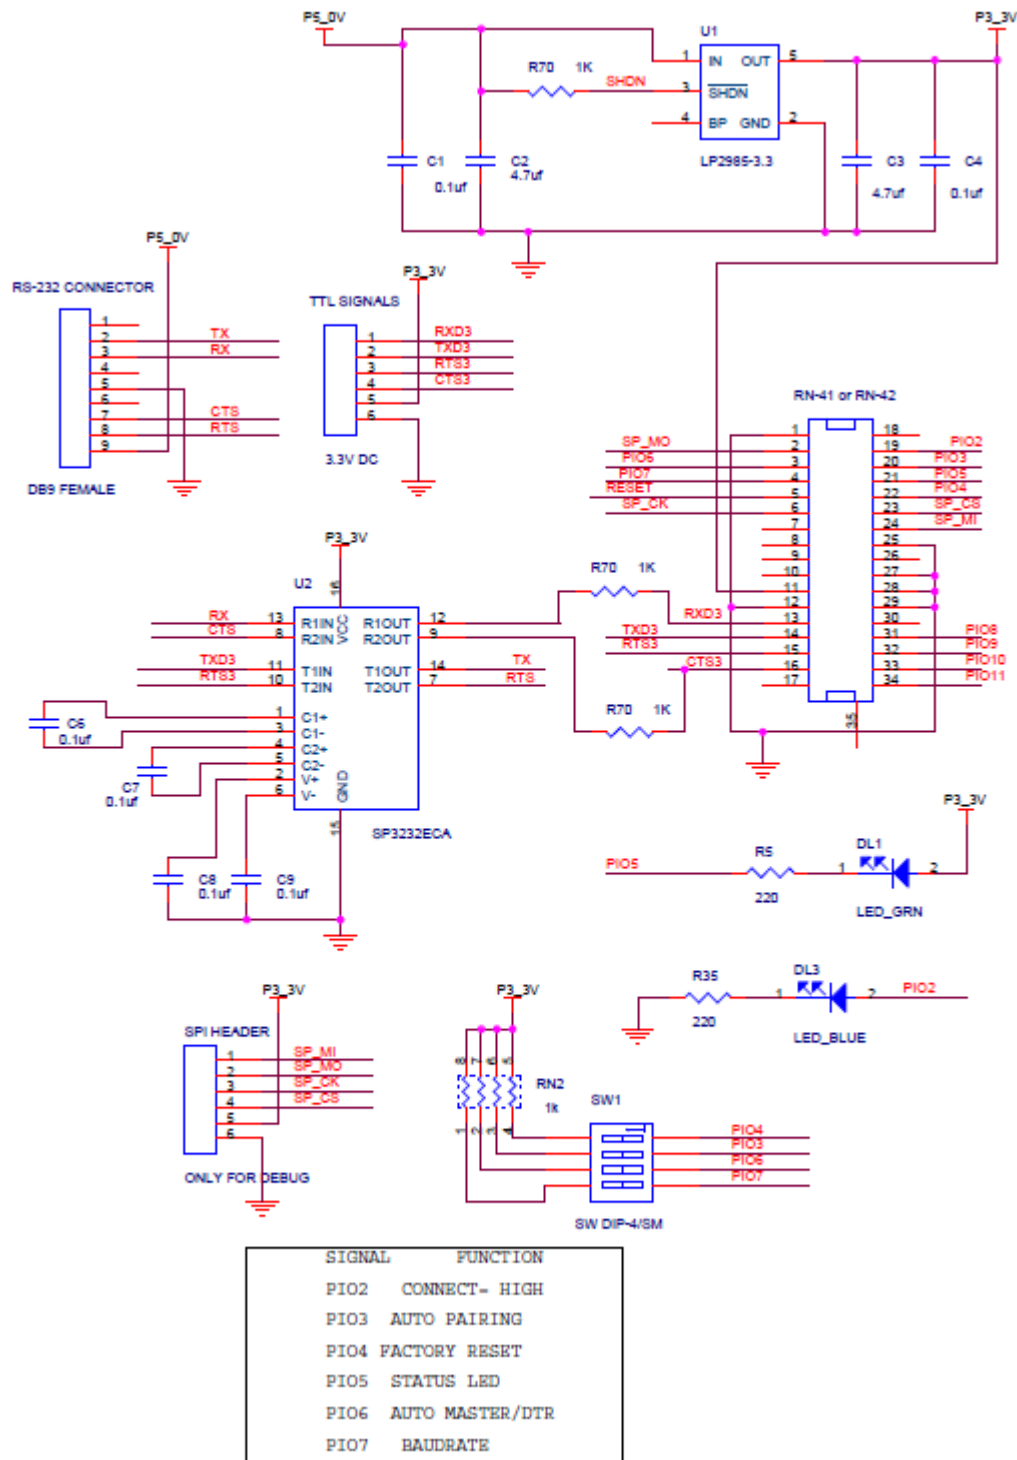 P5_0V
P3_3V
U1
R70 1K
SHDN
1 IN OUT 5
3 SHDN
4 BP GND 2
LP2985-3.3
C1
0.1uf
C2
4.7uf
C3
4.7uf
C4
0.1uf
P5_0V
RS-232 CONNECTOR
1
2 TX
3 RX
4
5
6
7 CTS
8 RTS
9
DB9 FEMALE
P3_3V
TTL SIGNALS
1 RXD3
2 TXD3
3 RTS3
4 CTS3
5
6
3.3V DC
RN-41 or RN-42
1 18
SP_MO 2 19 PIO2
PIO6 3 20 PIO3
PIO7 4 21 PIO5
RESET 5 22 PIO4
SP_CK 6 23 SP_CS
7 24 SP_MI
8 25
9 26
10 27
11 28
12 29
RXD3 13 30
TXD3 14 31 PIO8
RTS3 15 32 PIO9
CTS3 16 33 PIO10
17 34 PIO11
35
R70 1K
R70 1K
P3_3V
U2
16
RX 13 R1IN VCC R1OUT 12
CTS 8 R2IN R2OUT 9
TXD3 11 T1IN T1OUT 14 TX
RTS3 10 T2IN T2OUT 7 RTS
1 C1+
3 C1-
4 C2+
5 C2-
2 V+
6 V- GND
15
SP3232ECA
C6
0.1uf
C7
0.1uf
C8
0.1uf
C9
0.1uf
P3_3V
PIO5 R5 1 DL1 2
220
LED_GRN
R35 1 DL3 2 PIO2
220
LED_BLUE
P3_3V
SPI HEADER
1 SP_MI
2 SP_MO
3 SP_CK
4 SP_CS
5
6
ONLY FOR DEBUG
P3_3V
8 7 6 5
RN2
1k
1 2 3 4
SW1
PIO4
PIO3
PIO6
PIO7
SW DIP-4/SM
SIGNAL FUNCTION
PIO2 CONNECT- HIGH
PIO3 AUTO PAIRING
PIO4 FACTORY RESET
PIO5 STATUS LED
PIO6 AUTO MASTER/DTR
PIO7 BAUDRATE